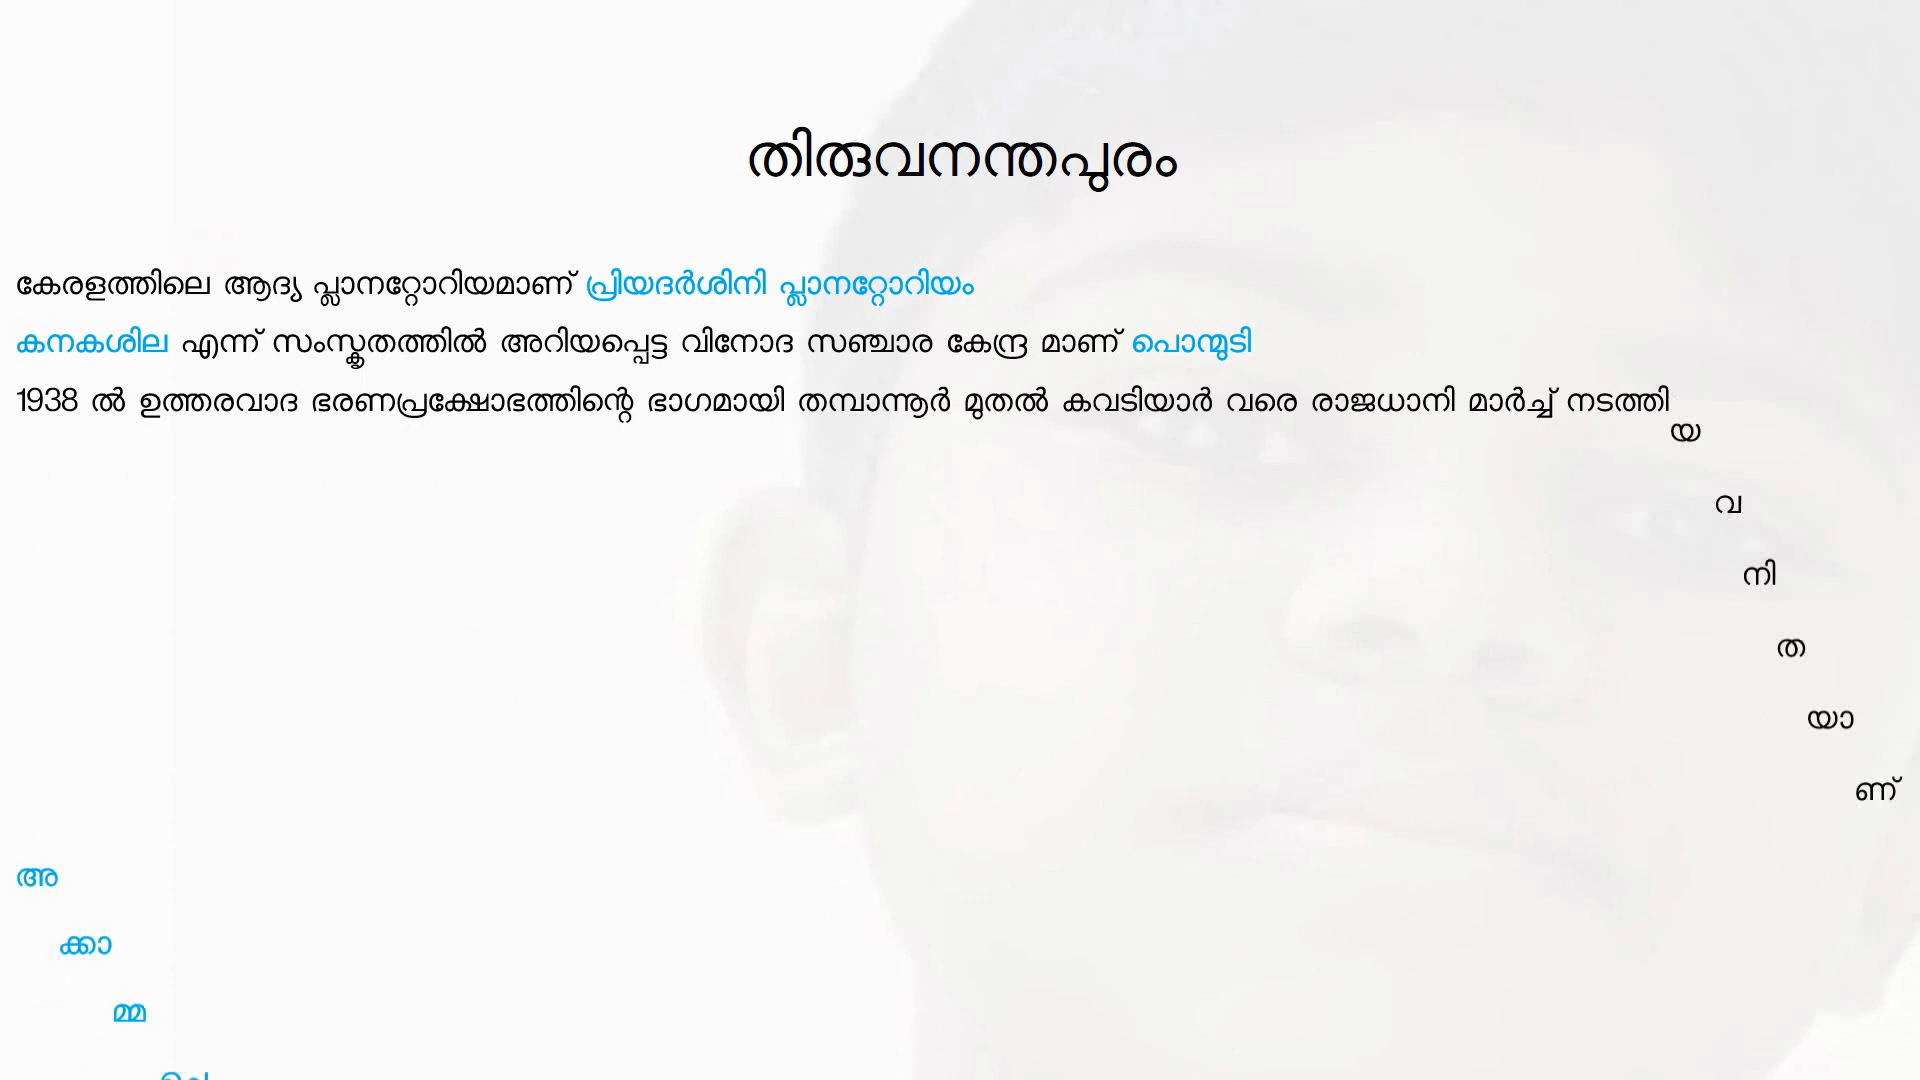 തിരുവനന്തപുരം
കേരളത്തിലെ ആദ്യ പ്ലാനറ്റോറിയമാണ് പ്രിയദർശിനി പ്ലാനറ്റോറിയം
കനകശില എന്ന് സംസ്കൃതത്തിൽ അറിയപ്പെട്ട വിനോദ സഞ്ചാര കേന്ദ്ര മാണ് പൊന്മുടി
1938 ൽ ഉത്തരവാദ ഭരണപ്രക്ഷോഭത്തിന്റെ ഭാഗമായി തമ്പാന്നൂർ മുതൽ കവടിയാർ വരെ രാജധാനി മാർച്ച് നടത്തി
യ
വ
നി
ത
യാ
ണ്
അ
ക്കാ
മ്മ